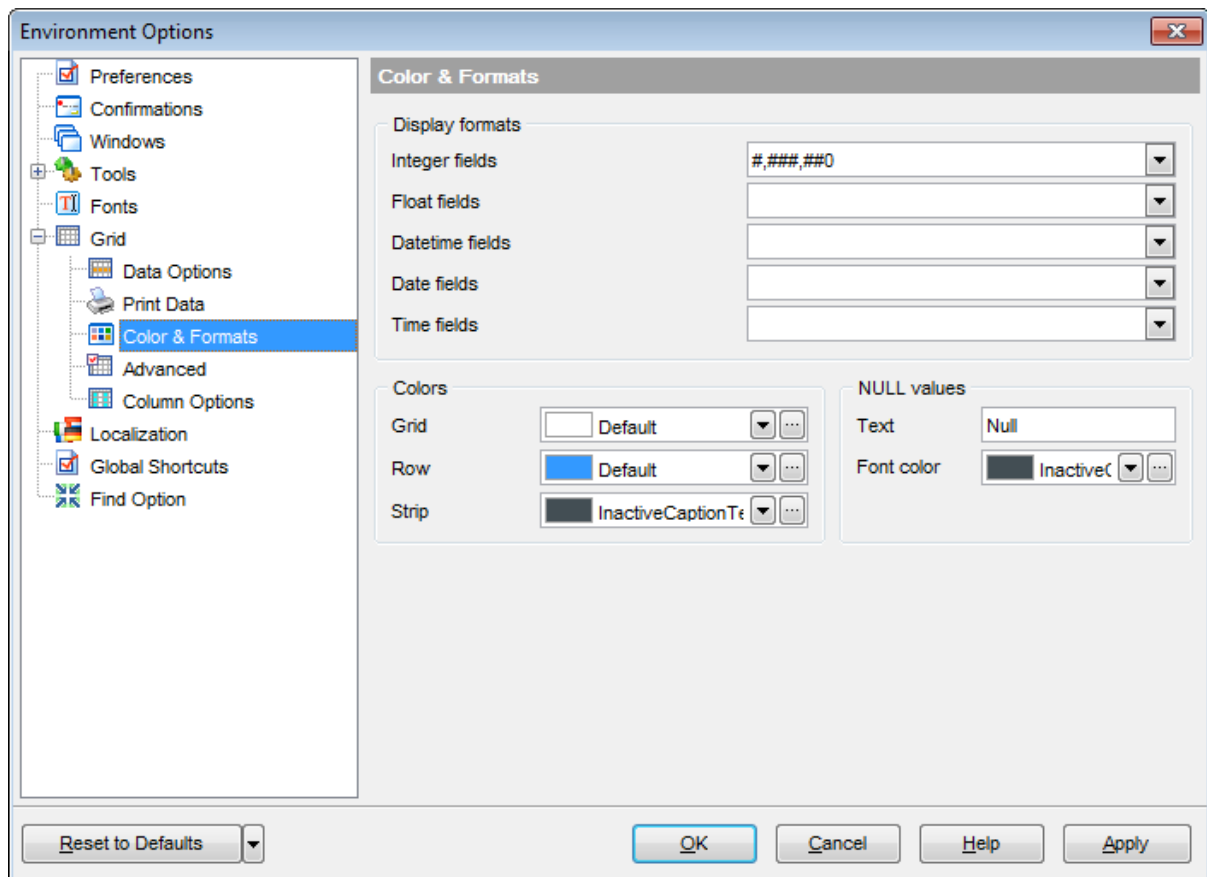 Environment Options
Preferences
Confirmations
Windows
Tools
Fonts
Grid
Data Options
Print Data
Color & Formats
Advanced
Column Options
Localization
Global Shortcuts
Find Option
Color & Formats
Display formats
Integer fields #,###,##0
Float fields
Datetime fields
Date fields
Time fields
Colors
Grid Default
Row Default
Strip InactiveCaptionTe
NULL values
Text Null
Font color Inactive(
Reset to Defaults OK Cancel Help Apply